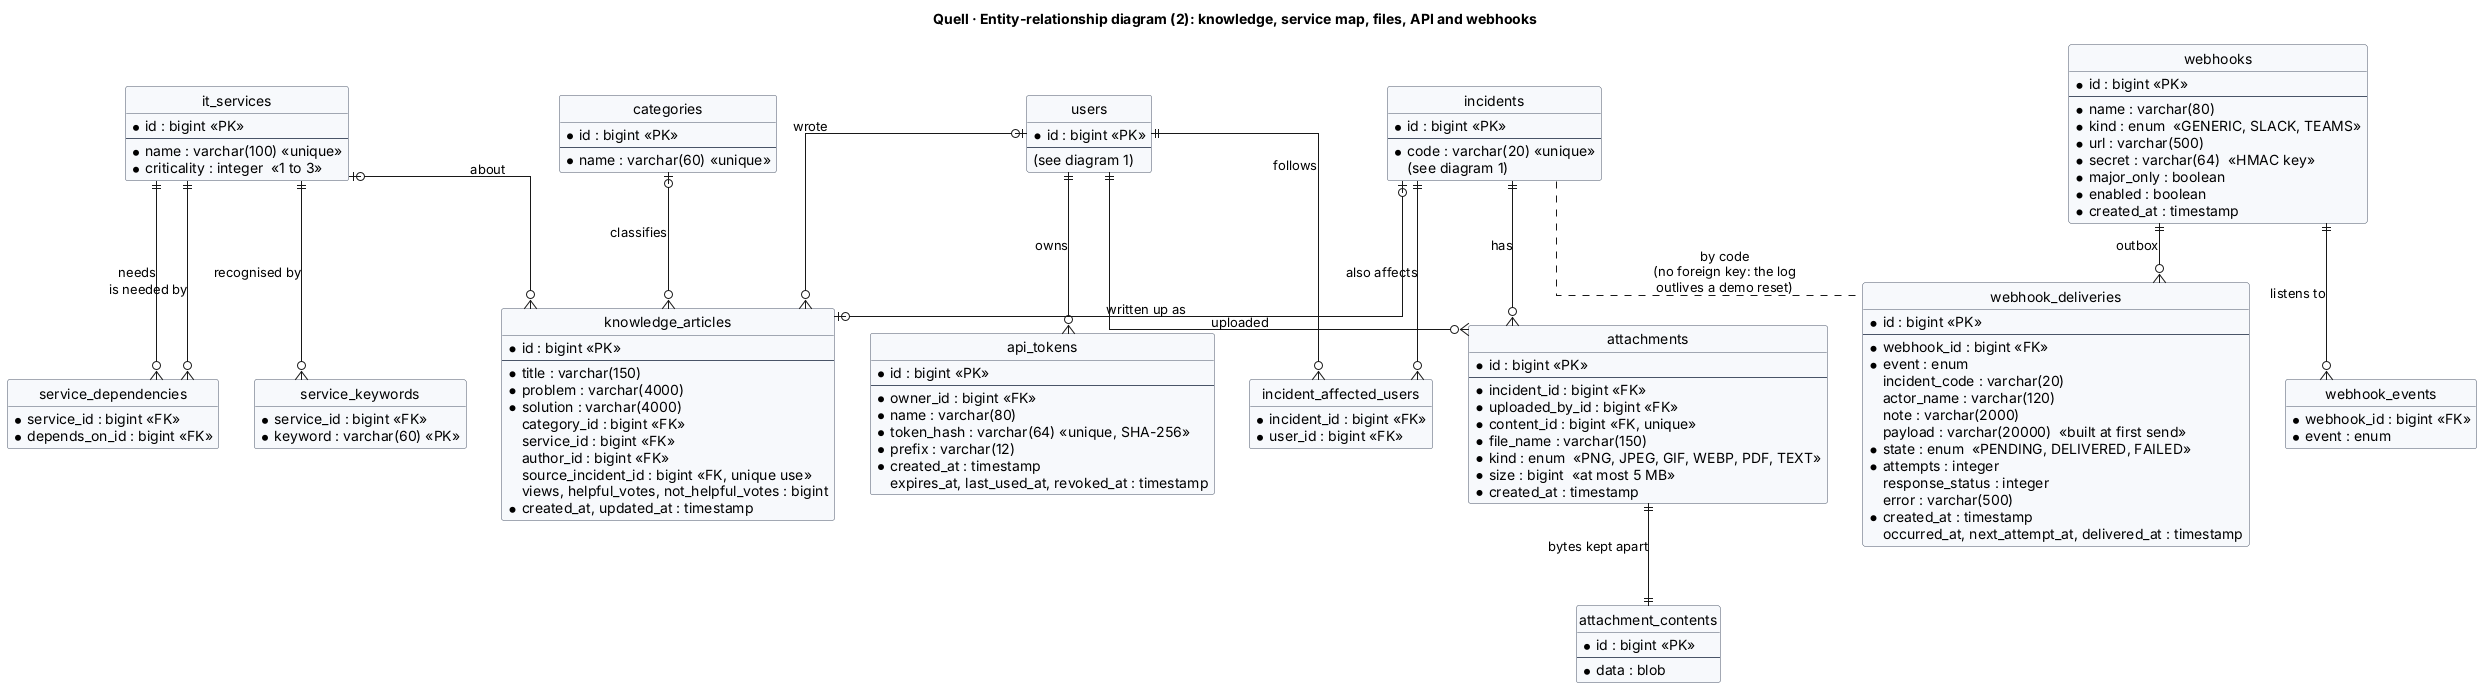 Quell · Entity-relationship diagram (2): knowledge, service map, files, API and webhooks
it_services
id : bigint «PK»
name : varchar(100) «unique»
criticality : integer «1 to 3»
categories
id : bigint «PK»
name : varchar(60) «unique»
users
id : bigint «PK»
(see diagram 1)
incidents
id : bigint «PK»
code : varchar(20) «unique»
(see diagram 1)
webhooks
id : bigint «PK»
name : varchar(80)
kind : enum «GENERIC, SLACK, TEAMS»
url : varchar(500)
secret : varchar(64) «HMAC key»
major_only : boolean
enabled : boolean
created_at : timestamp
about
wrote
follows
classifies
owns
has
outbox
needs
is needed by
recognised by
also affects
by code
(no foreign key: the log
outlives a demo reset)
listens to
written up as
uploaded
service_dependencies
service_id : bigint «FK»
depends_on_id : bigint «FK»
service_keywords
service_id : bigint «FK»
keyword : varchar(60) «PK»
knowledge_articles
id : bigint «PK»
title : varchar(150)
problem : varchar(4000)
solution : varchar(4000)
category_id : bigint «FK»
service_id : bigint «FK»
author_id : bigint «FK»
source_incident_id : bigint «FK, unique use»
views, helpful_votes, not_helpful_votes : bigint
created_at, updated_at : timestamp
api_tokens
id : bigint «PK»
owner_id : bigint «FK»
name : varchar(80)
token_hash : varchar(64) «unique, SHA-256»
prefix : varchar(12)
created_at : timestamp
expires_at, last_used_at, revoked_at : timestamp
incident_affected_users
incident_id : bigint «FK»
user_id : bigint «FK»
attachments
id : bigint «PK»
incident_id : bigint «FK»
uploaded_by_id : bigint «FK»
content_id : bigint «FK, unique»
file_name : varchar(150)
kind : enum «PNG, JPEG, GIF, WEBP, PDF, TEXT»
size : bigint «at most 5 MB»
created_at : timestamp
webhook_deliveries
id : bigint «PK»
webhook_id : bigint «FK»
event : enum
incident_code : varchar(20)
actor_name : varchar(120)
note : varchar(2000)
payload : varchar(20000) «built at first send»
state : enum «PENDING, DELIVERED, FAILED»
attempts : integer
response_status : integer
error : varchar(500)
created_at : timestamp
occurred_at, next_attempt_at, delivered_at : timestamp
webhook_events
webhook_id : bigint «FK»
event : enum
bytes kept apart
attachment_contents
id : bigint «PK»
data : blob